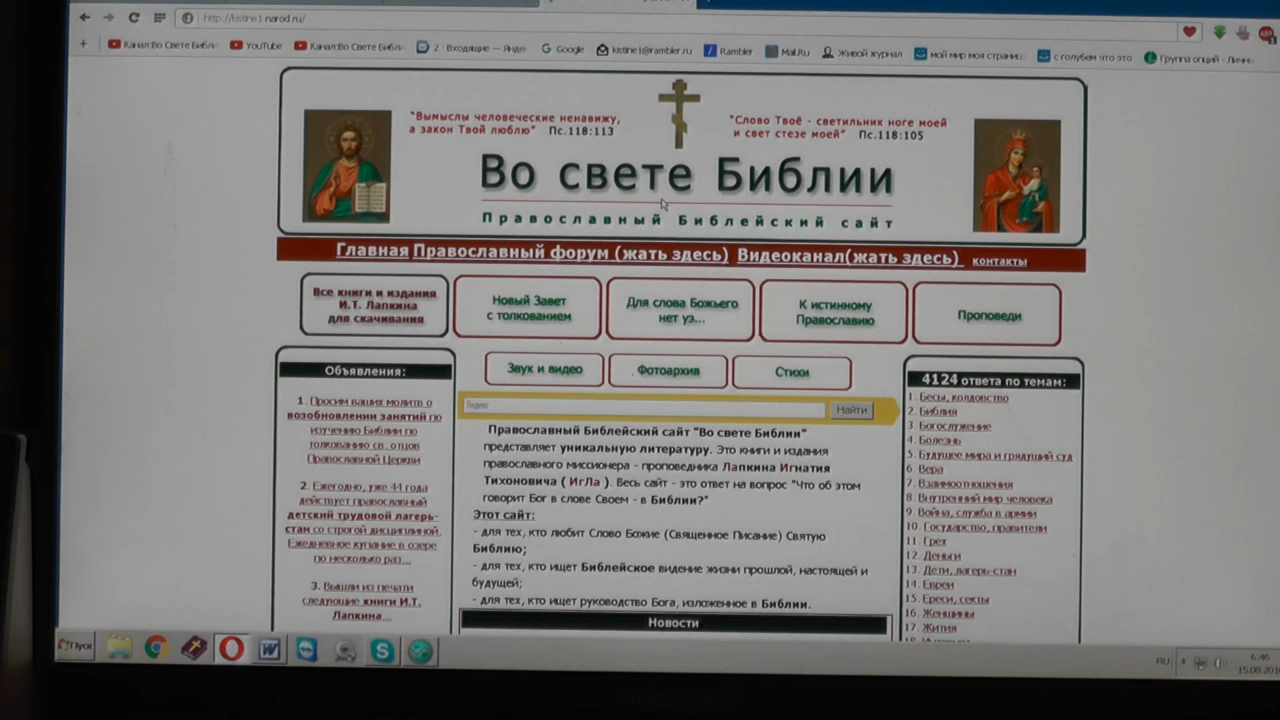 http://kistine1.narod.ru/
Канал:Во Свете Библ
YouTube
Канал:Во Свете Библ
2 · Входящие — Янде
Google
kistine1@rambler.ru
Rambler
Mail.Ru
Живой журнал
мой мир моя страниц
с голубем что это
Группа опций - Личн
"Вымыслы человеческие ненавижу,
а закон Твой люблю" Пс.118:113
"Слово Твоё - светильник ноге моей
и свет стезе моей" Пс.118:105
Во свете Библии
Православный Библейский сайт
Главная Православный форум (жать здесь) Видеоканал(жать здесь) контакты
Все книги и издания
И.Т. Лапкина
для скачивания
Новый Завет
с толкованием
Для слова Божьего
нет уз...
К истинному
Православию
Проповеди
Звук и видео
Фотоархив
Стихи
Объявления:
1. Просим ваших молитв о
возобновлении занятий по
изучению Библии по
толкованию св. отцов
Православной Церкви
2. Ежегодно, уже 44 года
действует православный
детский трудовой лагерь-
стан со строгой дисциплиной.
Ежедневное купание в озере
по несколько раз...
3. Вышли из печати
следующие книги И.Т.
Лапкина...
Яндекс
Найти
Православный Библейский сайт "Во свете Библии"
представляет уникальную литературу. Это книги и издания
православного миссионера - проповедника Лапкина Игнатия
Тихоновича ( ИгЛа ). Весь сайт - это ответ на вопрос "Что об этом
говорит Бог в слове Своем - в Библии?"
Этот сайт:
- для тех, кто любит Слово Божие (Священное Писание) Святую
Библию;
- для тех, кто ищет Библейское видение жизни прошлой, настоящей и
будущей;
- для тех, кто ищет руководство Бога, изложенное в Библии.
Новости
4124 ответа по темам:
1. Бесы, колдовство
2. Библия
3. Богослужение
4. Болезнь
5. Будущее мира и грядущий суд
6. Вера
7. Взаимоотношения
8. Внутренний мир человека
9. Война, служба в армии
10. Государство, правители
11. Грех
12. Деньги
13. Дети, лагерь-стан
14. Евреи
15. Ереси, секты
16. Женщины
17. Жития
Пуск
RU
6:46
15.08.201